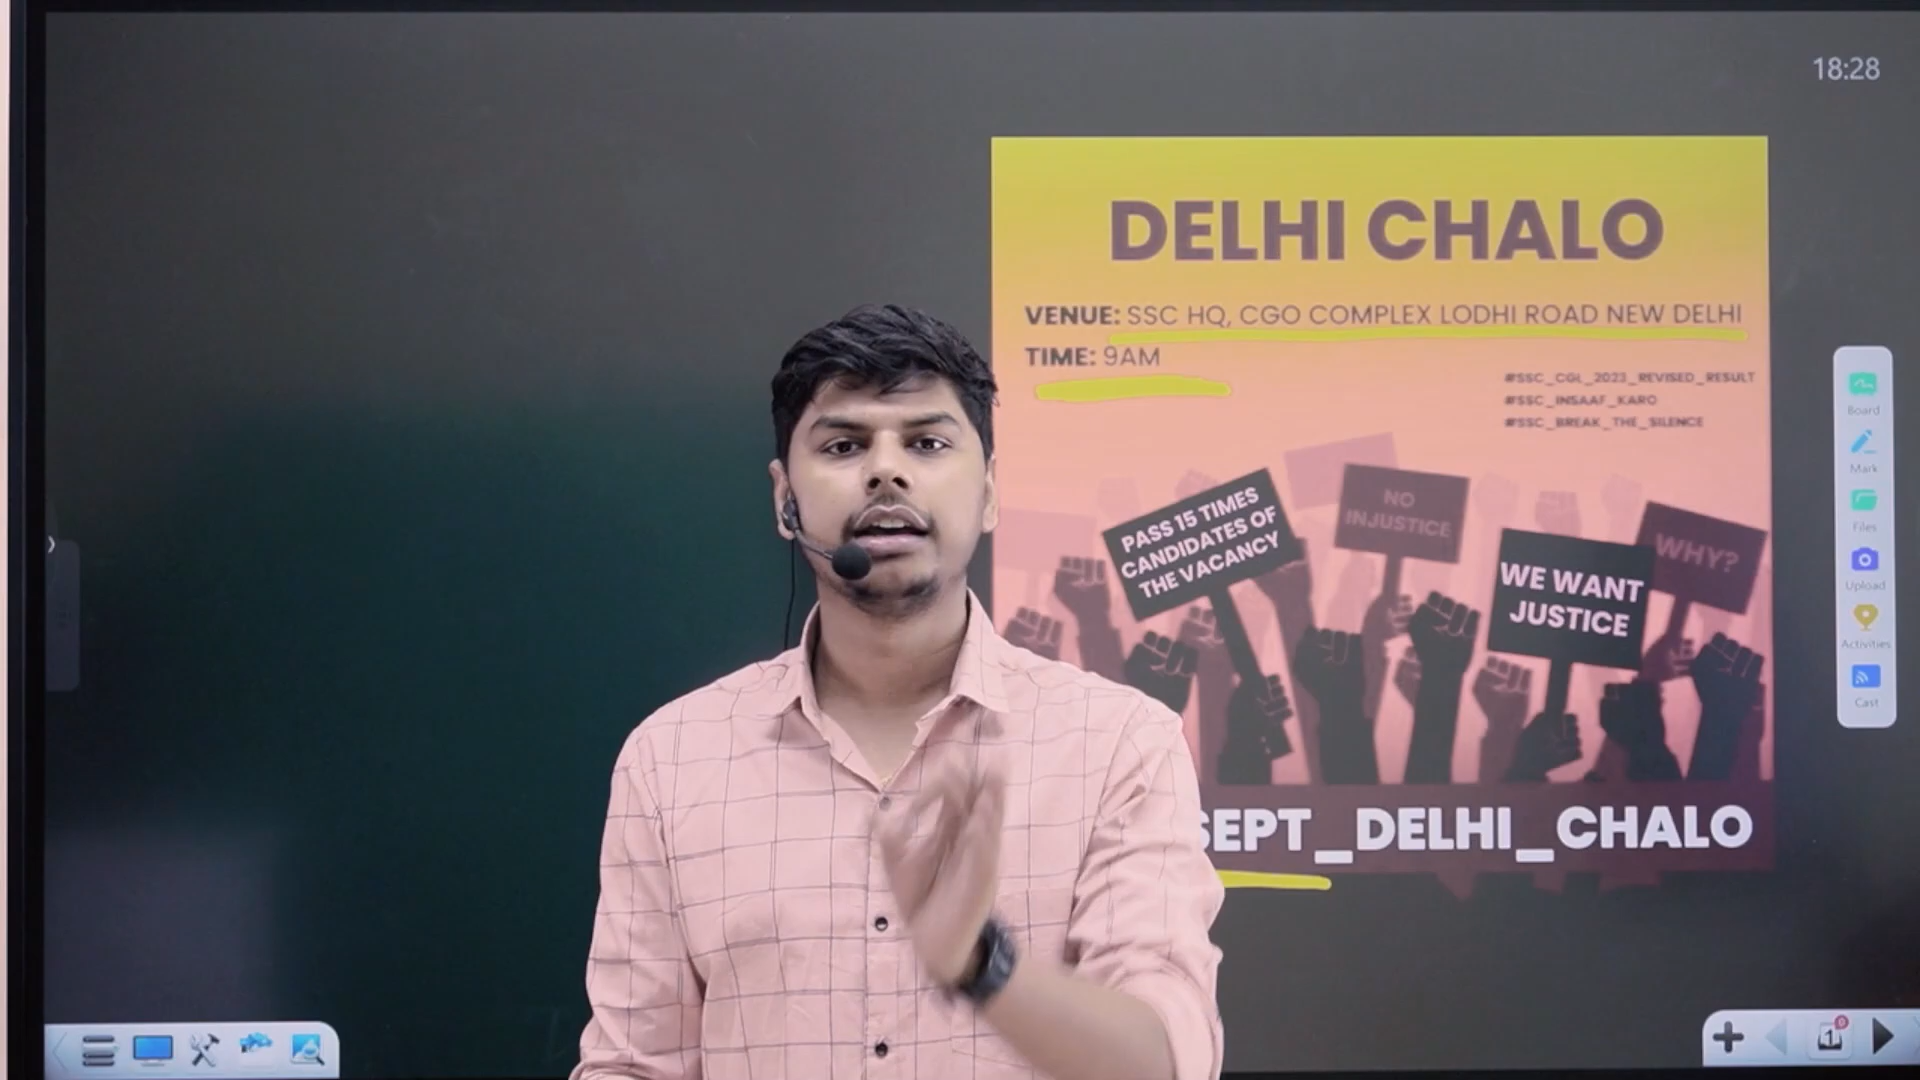 18:28
DELHI CHALO
VENUE: SSC HQ, CGO COMPLEX LODHI ROAD NEW DELHI
TIME: 9AM
#SSC_CGL_2023_REVISED_RESULT
#SSC_INSAAF_KARO
#SSC_BREAK_THE_SILENCE
PASS 15 TIMES
CANDIDATES OF
THE VACANCY
NO
INJUSTICE
WE WANT
JUSTICE
WHY?
SEPT_DELHI_CHALO
Board
Mark
Files
Upload
Activities
Cast
1
0